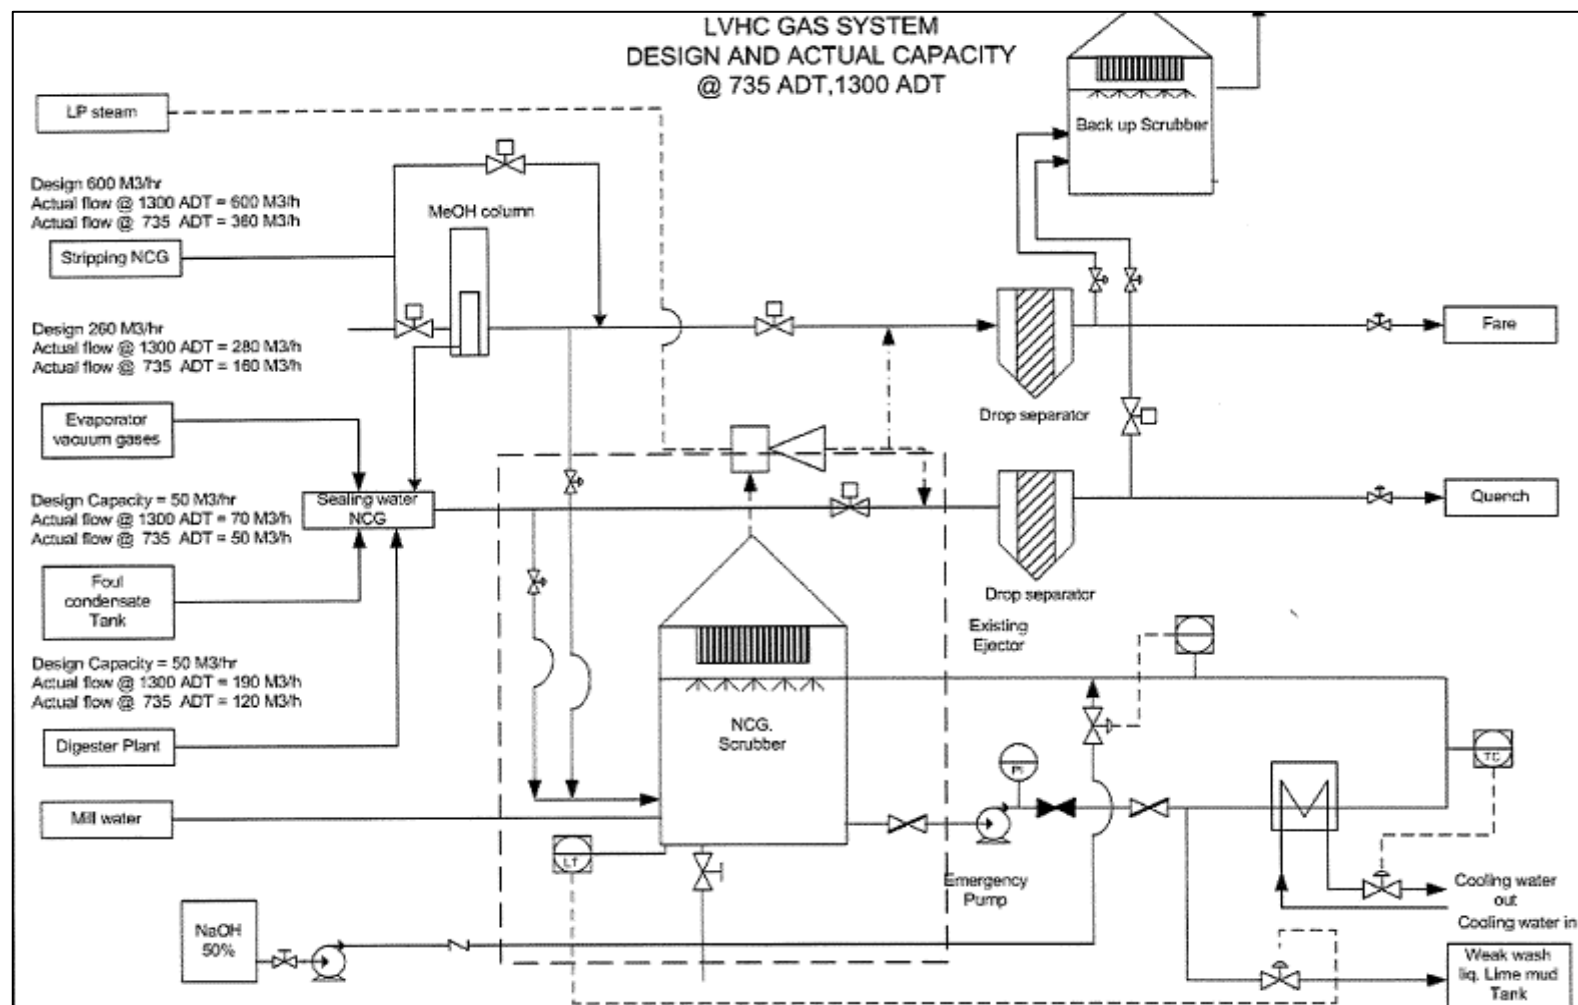 LVHC GAS SYSTEM
DESIGN AND ACTUAL CAPACITY
@ 735 ADT,1300 ADT
LP steam
Back up Scrubber
Design 600 M3/hr
Actual flow @ 1300 ADT = 600 M3/h
Actual flow @ 735 ADT = 360 M3/h
MeOH column
Stripping NCG
Design 260 M3/hr
Actual flow @ 1300 ADT = 280 M3/h
Actual flow @ 735 ADT = 160 M3/h
Fare
Drop separator
Evaporator
vacuum gases
Design Capacity = 50 M3/hr
Actual flow @ 1300 ADT = 70 M3/h
Actual flow @ 735 ADT = 50 M3/h
Sealing water
NCG
Quench
Foul
condensate
Tank
Drop separator
Existing
Ejector
Design Capacity = 50 M3/hr
Actual flow @ 1300 ADT = 190 M3/h
Actual flow @ 735 ADT = 120 M3/h
NCG.
Scrubber
Digester Plant
TC
PI
Mill water
LT
Emergency
Pump
Cooling water
out
Cooling water in
NaOH
50%
Weak wash
liq. Lime mud
Tank